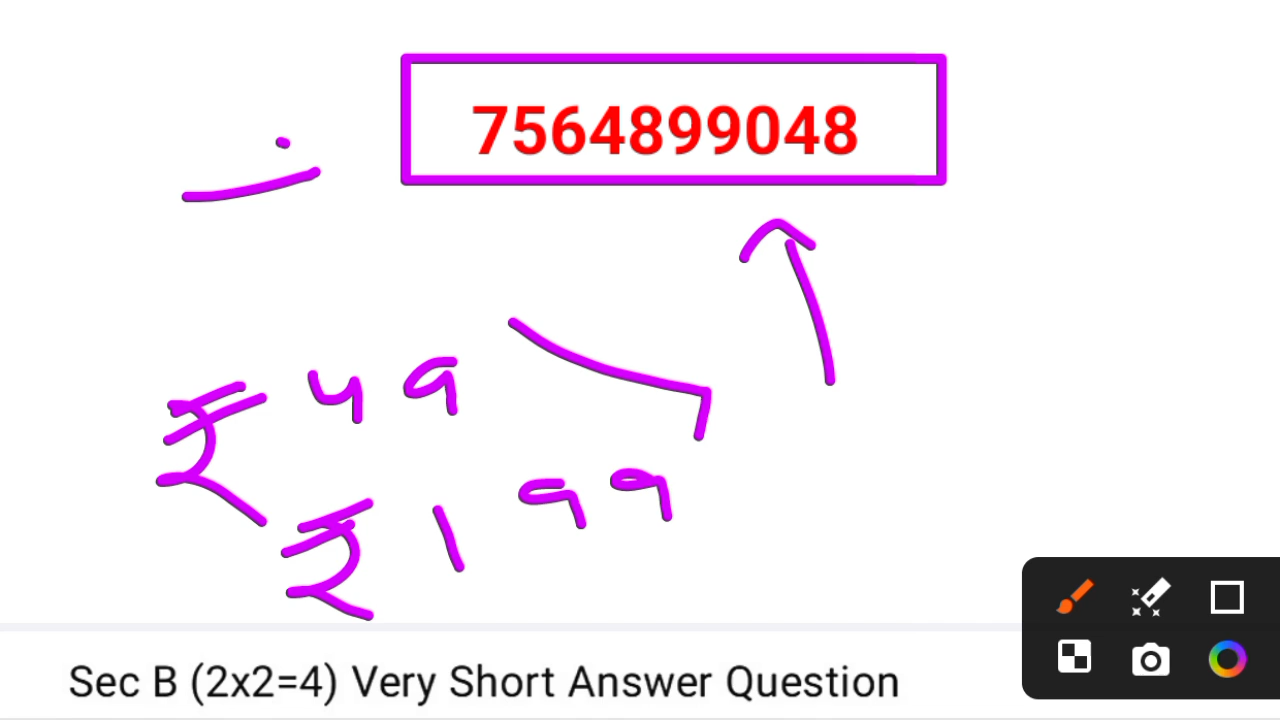 7564899048
₹ 49
₹ 199
Sec B (2x2=4) Very Short Answer Question